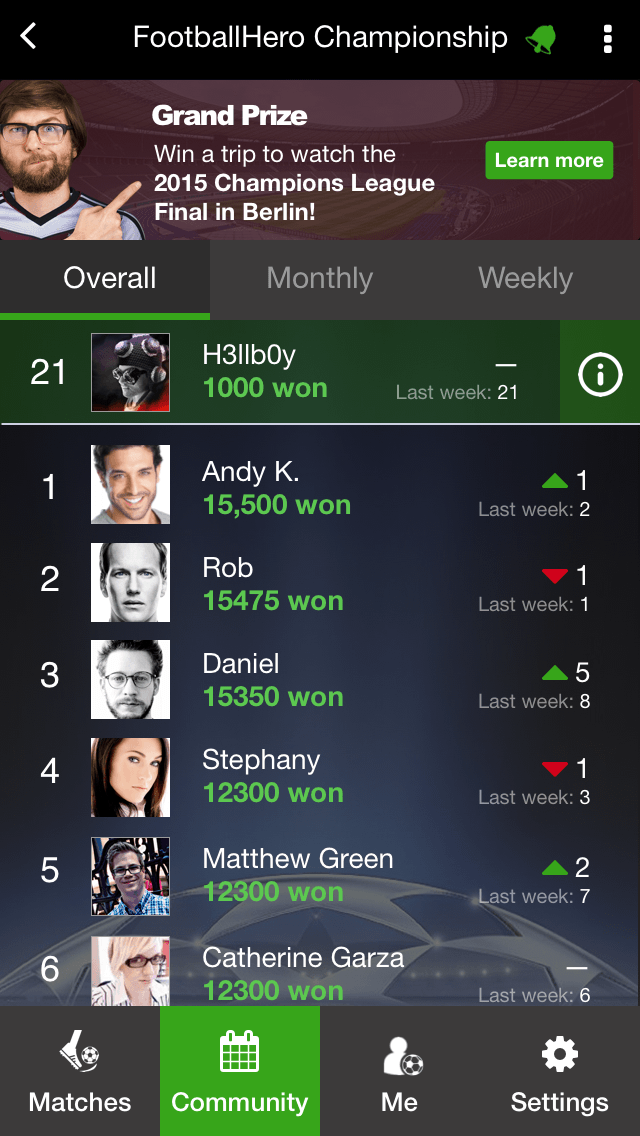 FootballHero Championship
Grand Prize
Win a trip to watch the
2015 Champions League
Final in Berlin!
Learn more
Overall Monthly Weekly
21 H3llb0y
1000 won
Last week: 21
1 Andy K. 1
15,500 won
Last week: 2
2 Rob 1
15475 won
Last week: 1
3 Daniel 5
15350 won
Last week: 8
4 Stephany 1
12300 won
Last week: 3
5 Matthew Green 2
12300 won
Last week: 7
6 Catherine Garza
12300 won
Last week: 6
Matches Community Me Settings